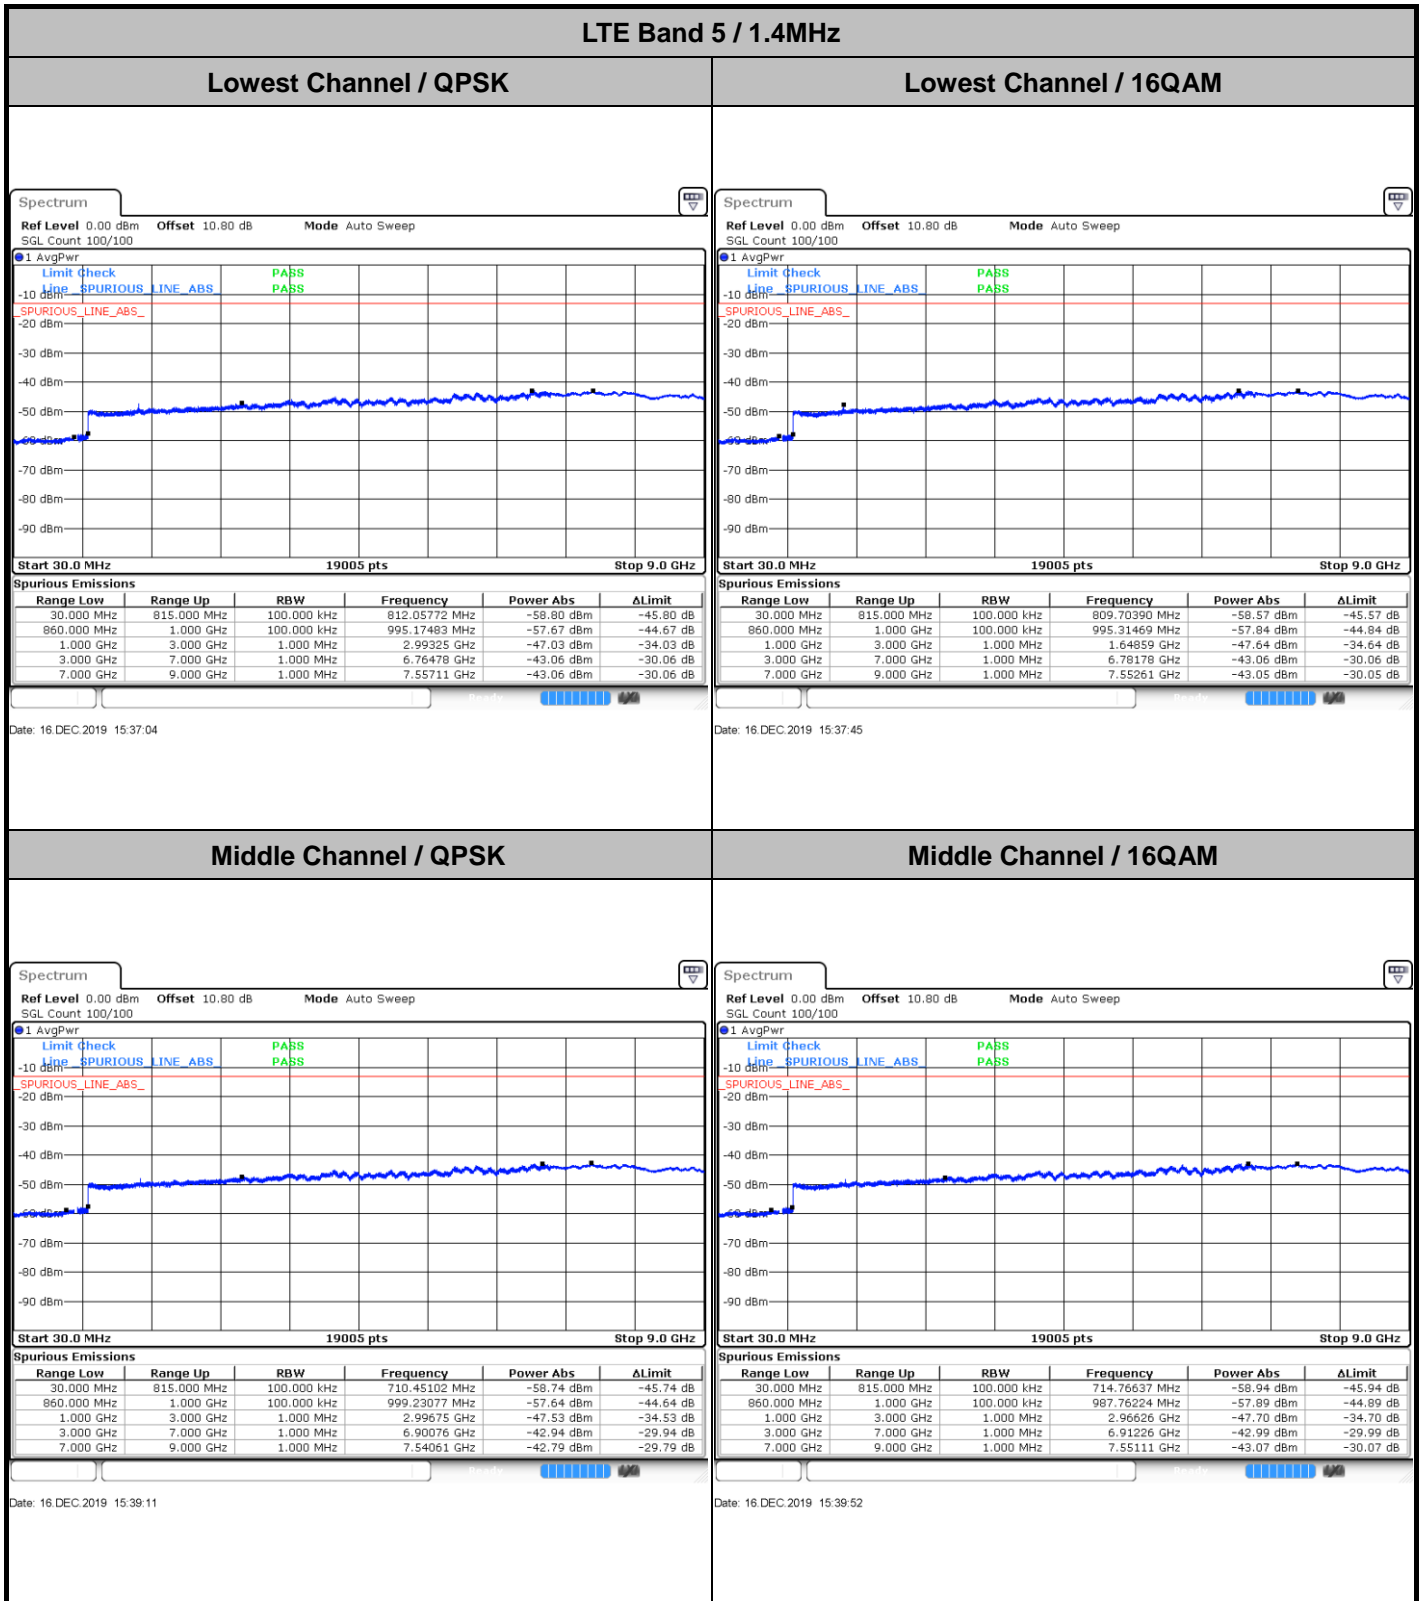 LTE Band 5 / 1.4MHz
Lowest Channel / QPSK
Lowest Channel / 16QAM
Spectrum
Ref Level 0.00 dBm Offset 10.80 dB Mode Auto Sweep
SGL Count 100/100
1 AvgPwr
Limit Check PASS
Line _SPURIOUS_LINE_ABS_ PASS
-10 dBm
_SPURIOUS_LINE_ABS_
-20 dBm
-30 dBm
-40 dBm
-50 dBm
-60 dBm
-70 dBm
-80 dBm
-90 dBm
Start 30.0 MHz 19005 pts Stop 9.0 GHz
Spurious Emissions
Range Low Range Up RBW Frequency Power Abs ΔLimit
30.000 MHz 815.000 MHz 100.000 kHz 812.05772 MHz -58.80 dBm -45.80 dB
860.000 MHz 1.000 GHz 100.000 kHz 995.17483 MHz -57.67 dBm -44.67 dB
1.000 GHz 3.000 GHz 1.000 MHz 2.99325 GHz -47.03 dBm -34.03 dB
3.000 GHz 7.000 GHz 1.000 MHz 6.76478 GHz -43.06 dBm -30.06 dB
7.000 GHz 9.000 GHz 1.000 MHz 7.55711 GHz -43.06 dBm -30.06 dB
Ready
Date: 16.DEC.2019 15:37:04
Spectrum
Ref Level 0.00 dBm Offset 10.80 dB Mode Auto Sweep
SGL Count 100/100
1 AvgPwr
Limit Check PASS
Line _SPURIOUS_LINE_ABS_ PASS
-10 dBm
_SPURIOUS_LINE_ABS_
-20 dBm
-30 dBm
-40 dBm
-50 dBm
-60 dBm
-70 dBm
-80 dBm
-90 dBm
Start 30.0 MHz 19005 pts Stop 9.0 GHz
Spurious Emissions
Range Low Range Up RBW Frequency Power Abs ΔLimit
30.000 MHz 815.000 MHz 100.000 kHz 809.70390 MHz -58.57 dBm -45.57 dB
860.000 MHz 1.000 GHz 100.000 kHz 995.31469 MHz -57.84 dBm -44.84 dB
1.000 GHz 3.000 GHz 1.000 MHz 1.64859 GHz -47.64 dBm -34.64 dB
3.000 GHz 7.000 GHz 1.000 MHz 6.78178 GHz -43.06 dBm -30.06 dB
7.000 GHz 9.000 GHz 1.000 MHz 7.55261 GHz -43.05 dBm -30.05 dB
Ready
Date: 16.DEC.2019 15:37:45
Middle Channel / QPSK
Middle Channel / 16QAM
Spectrum
Ref Level 0.00 dBm Offset 10.80 dB Mode Auto Sweep
SGL Count 100/100
1 AvgPwr
Limit Check PASS
Line _SPURIOUS_LINE_ABS_ PASS
-10 dBm
_SPURIOUS_LINE_ABS_
-20 dBm
-30 dBm
-40 dBm
-50 dBm
-60 dBm
-70 dBm
-80 dBm
-90 dBm
Start 30.0 MHz 19005 pts Stop 9.0 GHz
Spurious Emissions
Range Low Range Up RBW Frequency Power Abs ΔLimit
30.000 MHz 815.000 MHz 100.000 kHz 710.45102 MHz -58.74 dBm -45.74 dB
860.000 MHz 1.000 GHz 100.000 kHz 999.23077 MHz -57.64 dBm -44.64 dB
1.000 GHz 3.000 GHz 1.000 MHz 2.99675 GHz -47.53 dBm -34.53 dB
3.000 GHz 7.000 GHz 1.000 MHz 6.90076 GHz -42.94 dBm -29.94 dB
7.000 GHz 9.000 GHz 1.000 MHz 7.54061 GHz -42.79 dBm -29.79 dB
Ready
Date: 16.DEC.2019 15:39:11
Spectrum
Ref Level 0.00 dBm Offset 10.80 dB Mode Auto Sweep
SGL Count 100/100
1 AvgPwr
Limit Check PASS
Line _SPURIOUS_LINE_ABS_ PASS
-10 dBm
_SPURIOUS_LINE_ABS_
-20 dBm
-30 dBm
-40 dBm
-50 dBm
-60 dBm
-70 dBm
-80 dBm
-90 dBm
Start 30.0 MHz 19005 pts Stop 9.0 GHz
Spurious Emissions
Range Low Range Up RBW Frequency Power Abs ΔLimit
30.000 MHz 815.000 MHz 100.000 kHz 714.76637 MHz -58.94 dBm -45.94 dB
860.000 MHz 1.000 GHz 100.000 kHz 987.76224 MHz -57.89 dBm -44.89 dB
1.000 GHz 3.000 GHz 1.000 MHz 2.96626 GHz -47.70 dBm -34.70 dB
3.000 GHz 7.000 GHz 1.000 MHz 6.91226 GHz -42.99 dBm -29.99 dB
7.000 GHz 9.000 GHz 1.000 MHz 7.55111 GHz -43.07 dBm -30.07 dB
Ready
Date: 16.DEC.2019 15:39:52